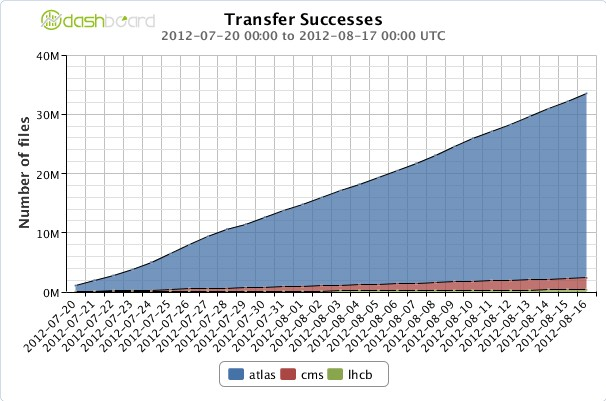 dashboard
Transfer Successes
2012-07-20 00:00 to 2012-08-17 00:00 UTC
Number of files
40M
30M
20M
10M
0M
2012-07-20
2012-07-21
2012-07-22
2012-07-23
2012-07-24
2012-07-25
2012-07-26
2012-07-27
2012-07-28
2012-07-29
2012-07-30
2012-07-31
2012-08-01
2012-08-02
2012-08-03
2012-08-04
2012-08-05
2012-08-06
2012-08-07
2012-08-08
2012-08-09
2012-08-10
2012-08-11
2012-08-12
2012-08-13
2012-08-14
2012-08-15
2012-08-16
atlas cms lhcb